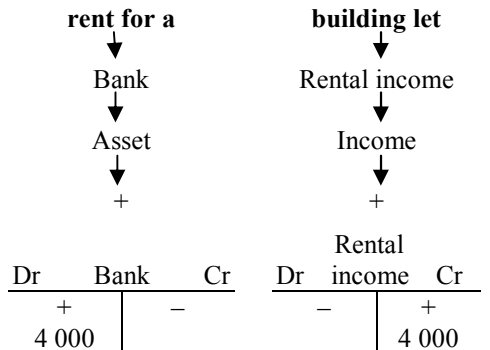 rent for a building let
Bank Rental income
Asset Income
+ +
Dr Bank Cr Dr Rental income Cr
+ – – +
4 000 4 000